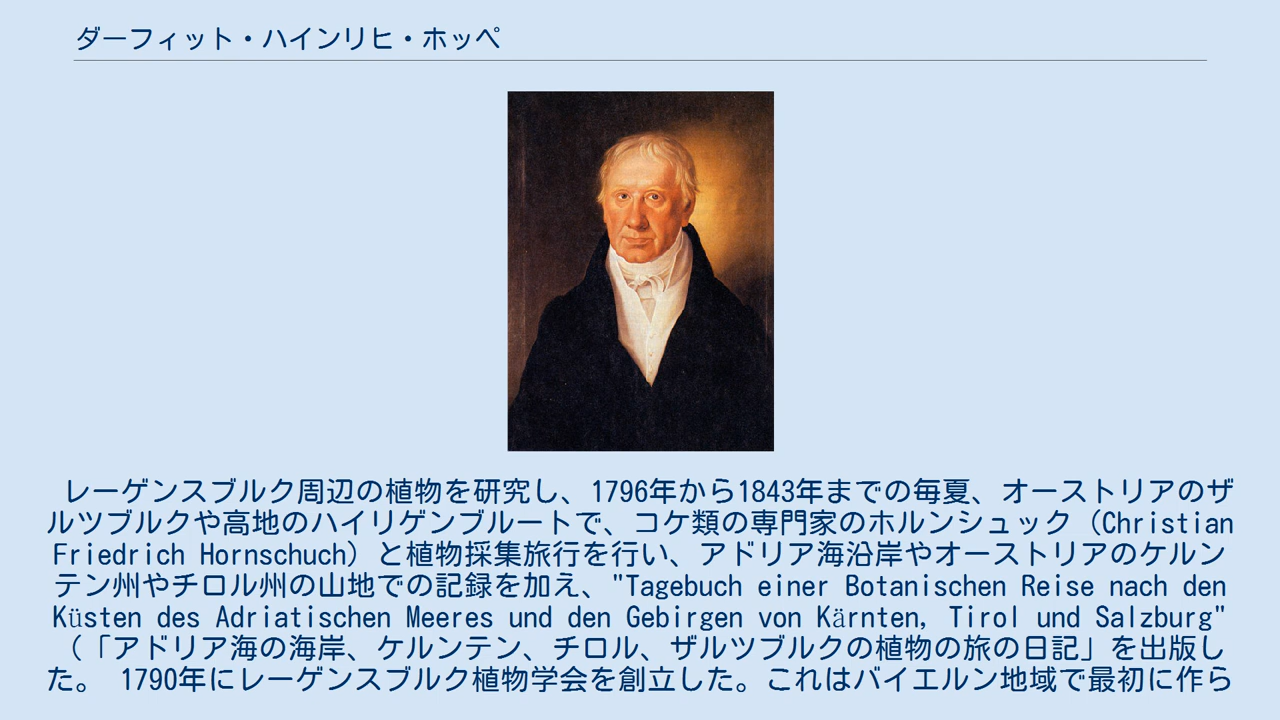 ダーフィット・ハインリヒ・ホッペ
レーゲンスブルク周辺の植物を研究し、1796年から1843年までの毎夏、オーストリアのザ
ルツブルクや高地のハイリゲンブルートで、コケ類の専門家のホルンシュック（Christian
Friedrich Hornschuch）と植物採集旅行を行い、アドリア海沿岸やオーストリアのケルン
テン州やチロル州の山地での記録を加え、"Tagebuch einer Botanischen Reise nach den
Küsten des Adriatischen Meeres und den Gebirgen von Kärnten, Tirol und Salzburg"
（「アドリア海の海岸、ケルンテン、チロル、ザルツブルクの植物の旅の日記」を出版し
た。 1790年にレーゲンスブルク植物学会を創立した。これはバイエルン地域で最初に作ら